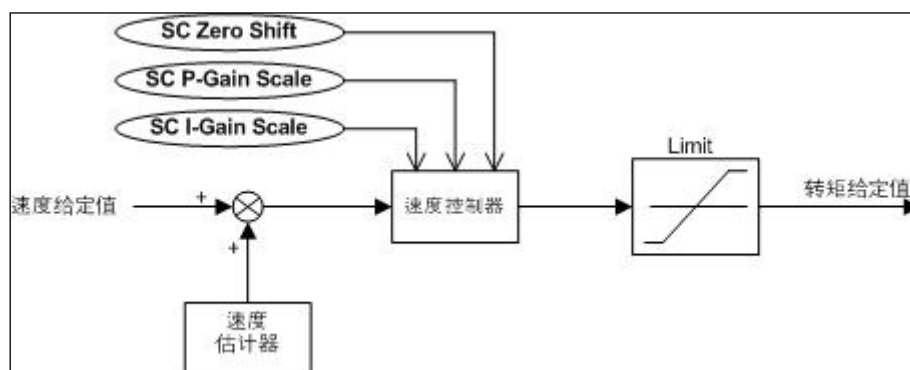 SC Zero Shift
SC P-Gain Scale
SC I-Gain Scale
Limit
速度给定值
+
速度控制器
转矩给定值
+
速度
估计器